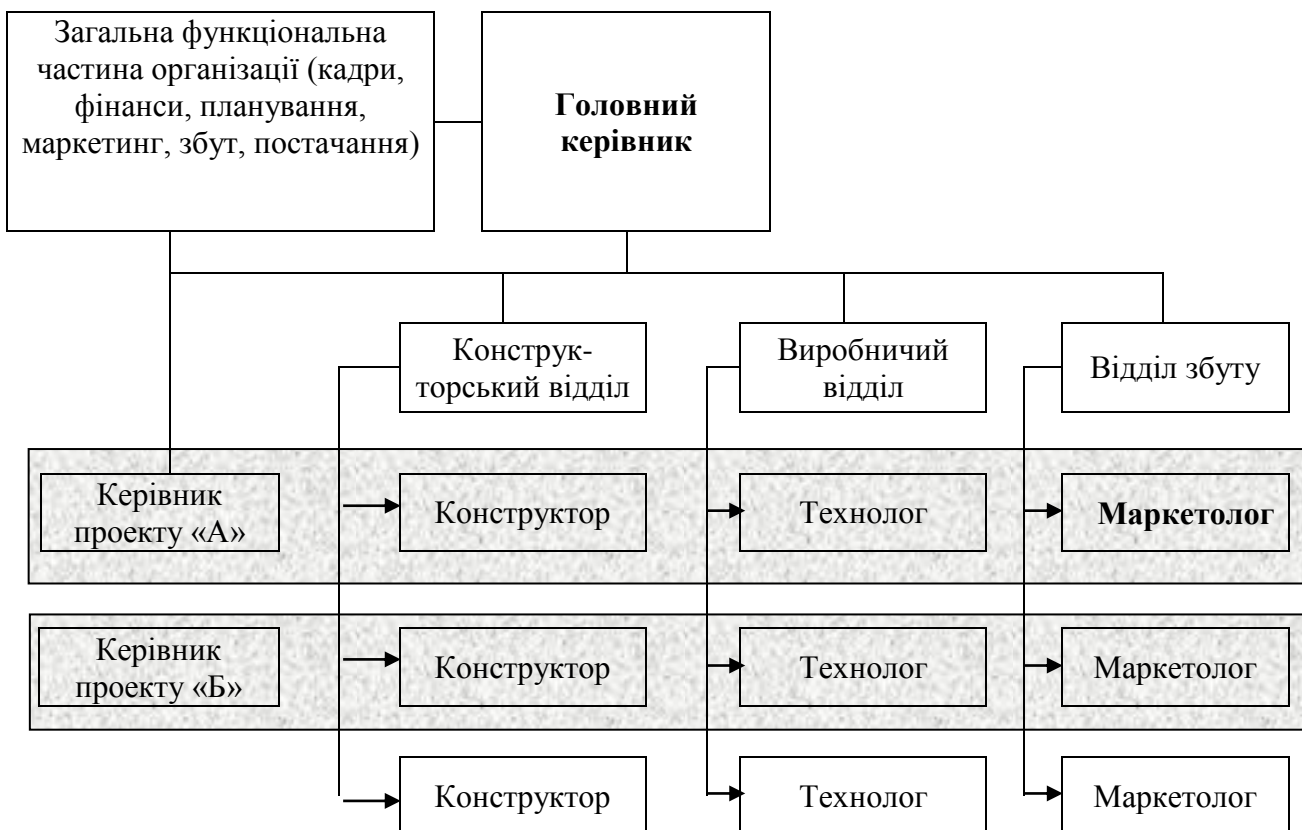 Загальна функціональна
частина організації (кадри,
фінанси, планування,
маркетинг, збут, постачання)
Головний
керівник
Конструк-
торський відділ
Виробничий
відділ
Відділ збуту
Керівник
проекту «А»
Конструктор
Технолог
Маркетолог
Керівник
проекту «Б»
Конструктор
Технолог
Маркетолог
Конструктор
Технолог
Маркетолог